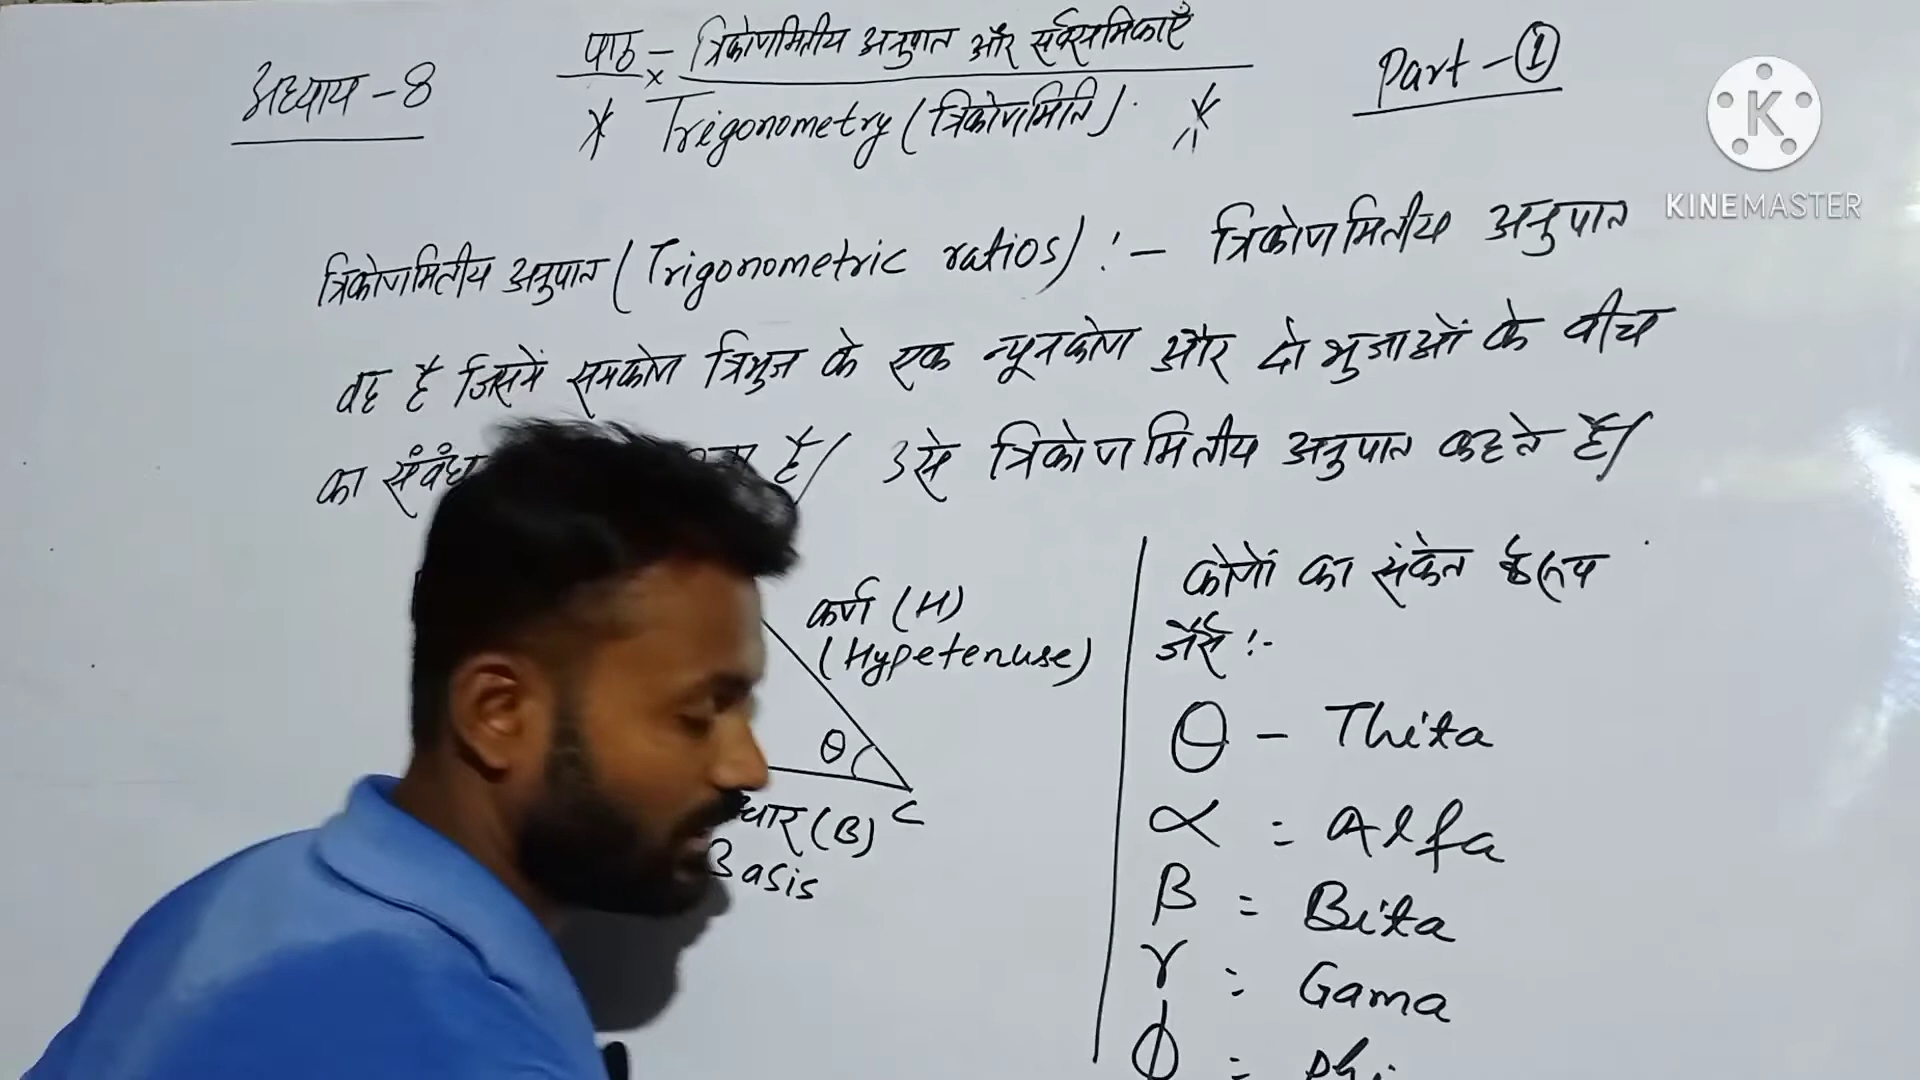 अध्याय - 8
पाठ - त्रिकोणमितीय अनुपात और सर्वसमिकाएँ
Part - 1
* Trigonometry (त्रिकोणमिति) *
K
KINEMASTER
त्रिकोणमितीय अनुपात (Trigonometric ratios) :- त्रिकोणमितीय अनुपात
वह है जिसमें समकोण त्रिभुज के एक न्यूनकोण और दो भुजाओं के बीच
का संबंध है। उसे त्रिकोणमितीय अनुपात कहते हैं।
कर्ण (H)
(Hypetenuse)
θ
C
(B)
Basis
कोणों का संकेत
जैसे :-
θ - Thita
α = Alfa
β = Bita
γ = Gama
ϕ = Phi